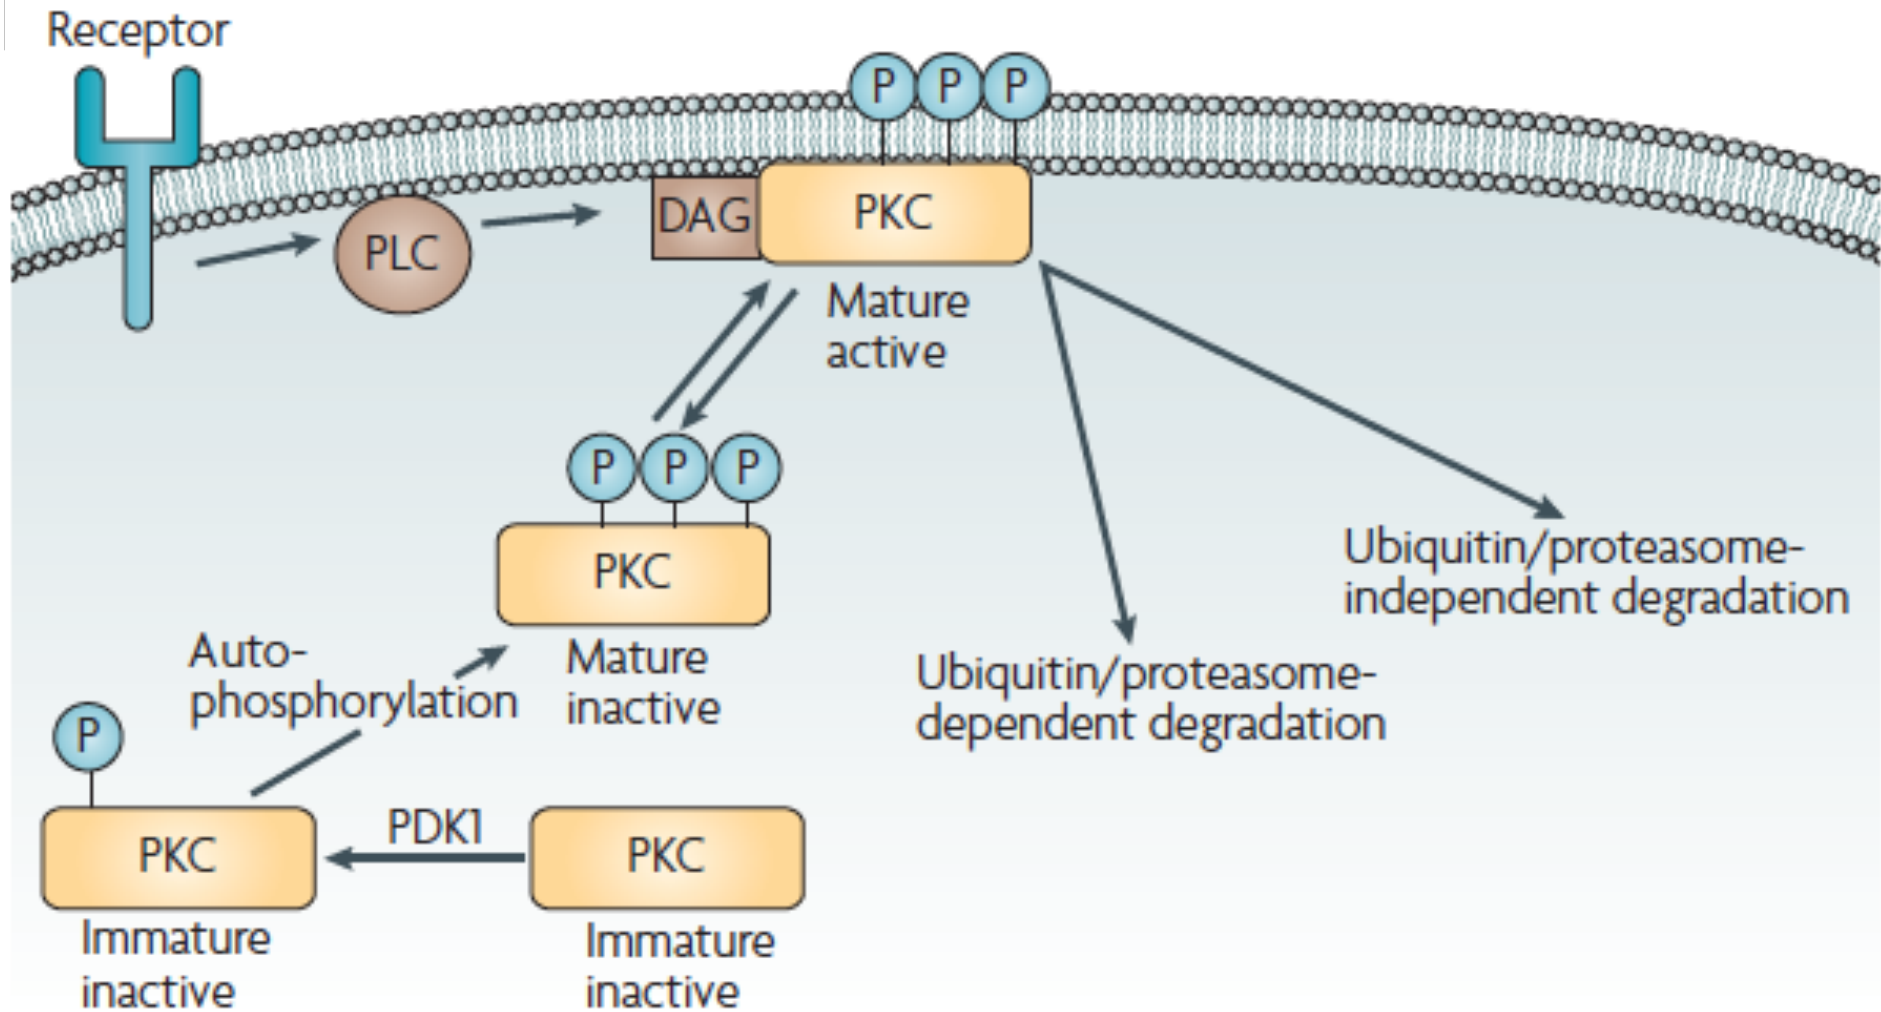 Receptor
P P P
PLC
DAG
PKC
Mature
active
P P P
PKC
Mature
inactive
Auto-
phosphorylation
P
PKC
Immature
inactive
PDK1
PKC
Immature
inactive
Ubiquitin/proteasome-
dependent degradation
Ubiquitin/proteasome-
independent degradation